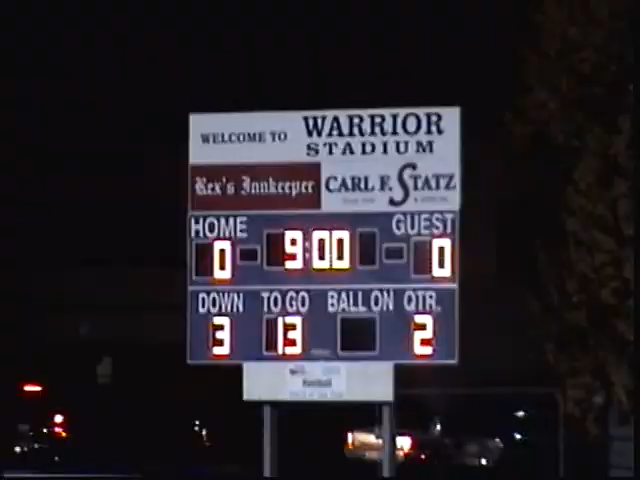 WELCOME TO WARRIOR
STADIUM
Rex's Innkeeper CARL F. STATZ
HOME GUEST
0 9:00 0
DOWN TO GO BALL ON QTR.
3 13 2